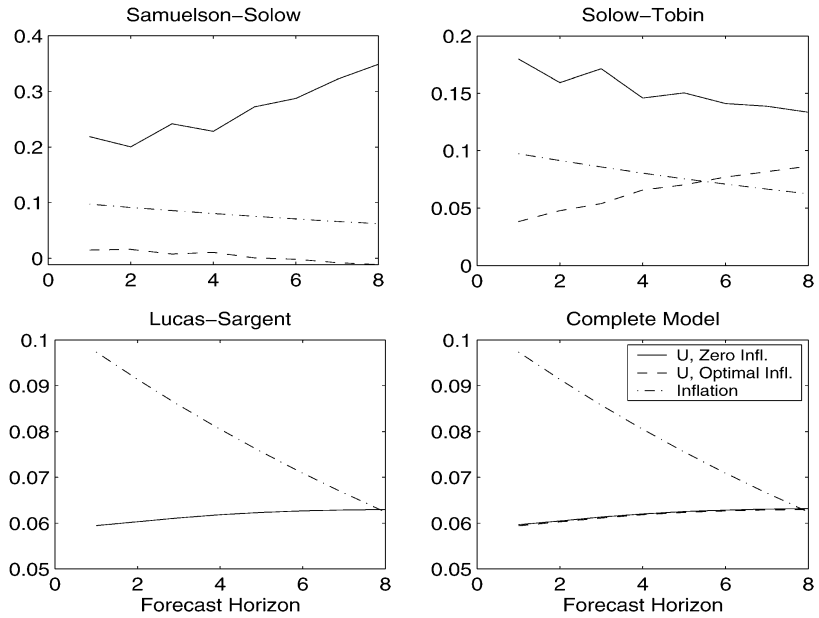 Samuelson-Solow
0.4
0.3
0.2
0.1
0
0 2 4 6 8
Solow-Tobin
0.2
0.15
0.1
0.05
0
0 2 4 6 8
Lucas-Sargent
0.1
0.09
0.08
0.07
0.06
0.05
0 2 4 6 8
Forecast Horizon
Complete Model
U, Zero Infl.
U, Optimal Infl.
Inflation
0.1
0.09
0.08
0.07
0.06
0.05
0 2 4 6 8
Forecast Horizon